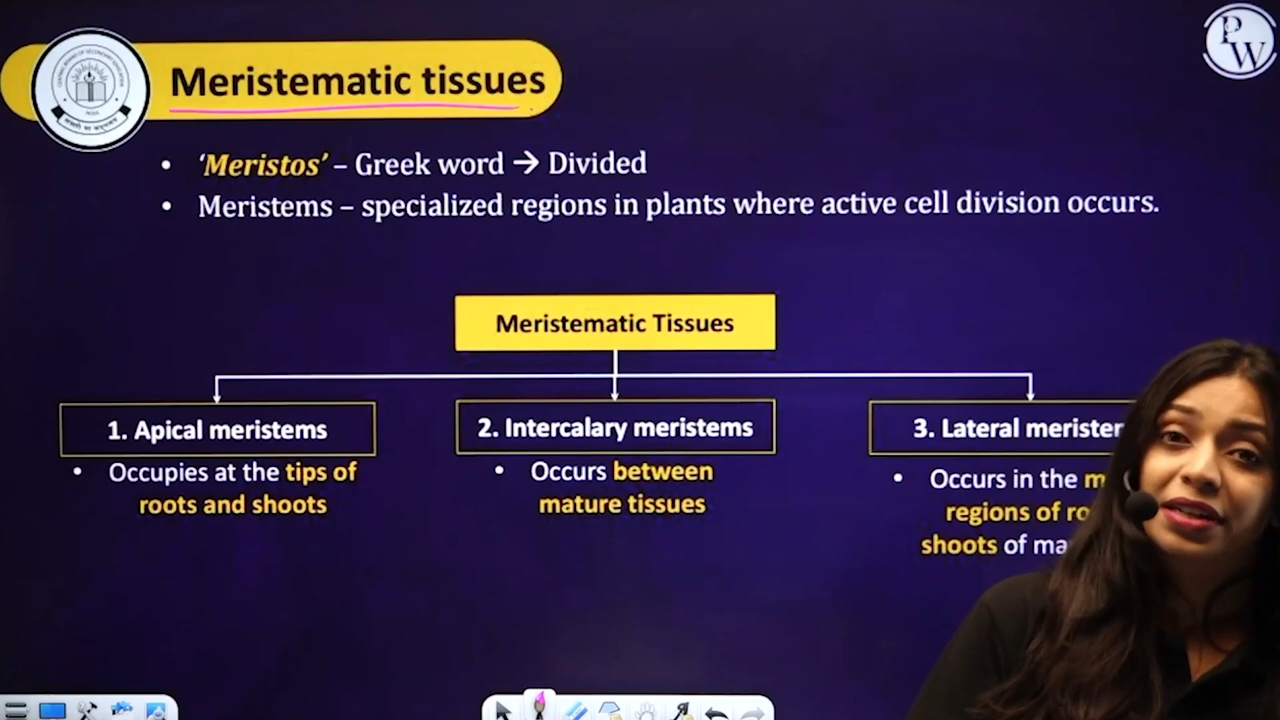 PW
Meristematic tissues
• 'Meristos' – Greek word → Divided
• Meristems – specialized regions in plants where active cell division occurs.
Meristematic Tissues
1. Apical meristems
• Occupies at the tips of
roots and shoots
2. Intercalary meristems
• Occurs between
mature tissues
3. Lateral
• Occurs in the
regions of
shoots of